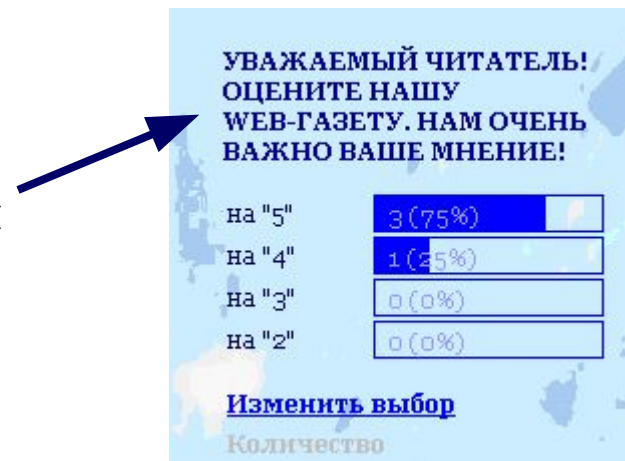 УВАЖАЕМЫЙ ЧИТАТЕЛЬ!
ОЦЕНИТЕ НАШУ
WEB-ГАЗЕТУ. НАМ ОЧЕНЬ
ВАЖНО ВАШЕ МНЕНИЕ!
на "5" 3 (75%)
на "4" 1 (25%)
на "3" 0 (0%)
на "2" 0 (0%)
Изменить выбор
Количество